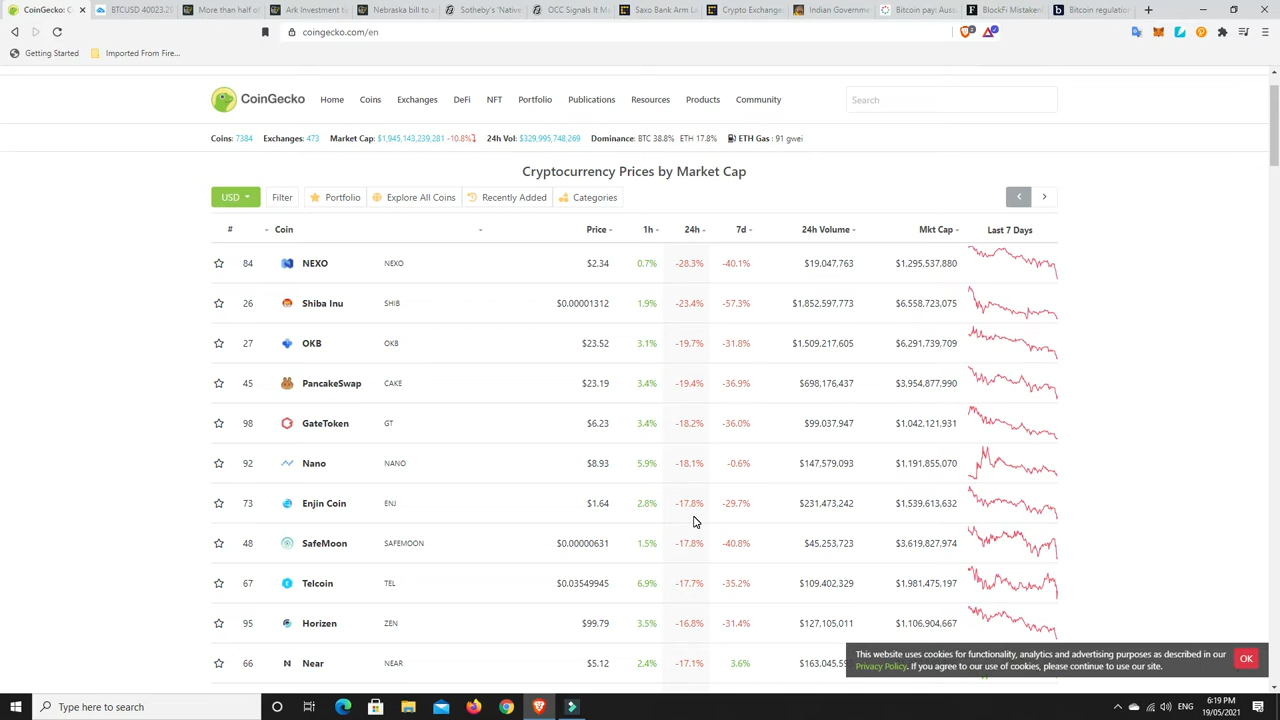 CoinGecko: C
BTCUSD 40023.20
More than half of
Ark Investment ta
Nebraska bill to a
Sotheby's "Native
OCC Signals It Ma
Saxo Bank Arm La
Crypto Exchange
Indian Governme
Bitcoin pay: Aust
BlockFi Mistaken
Bitcoin regulatio
coingecko.com/en
Getting Started
Imported From Fire...
CoinGecko
Home
Coins
Exchanges
DeFi
NFT
Portfolio
Publications
Resources
Products
Community
Search
Coins: 7384 Exchanges: 473 Market Cap: $1,945,143,239,281 -10.8% 24h Vol: $329,995,748,269 Dominance: BTC 38.8% ETH 17.8% ETH Gas: 91 gwei
Cryptocurrency Prices by Market Cap
USD Filter Portfolio Explore All Coins Recently Added Categories
# Coin Price 1h 24h 7d 24h Volume Mkt Cap Last 7 Days
84 NEXO NEXO $2.34 0.7% -28.3% -40.1% $19,047,763 $1,295,537,880
26 Shiba Inu SHIB $0.00001312 1.9% -23.4% -57.3% $1,852,597,773 $6,558,723,075
27 OKB OKB $23.52 3.1% -19.7% -31.8% $1,509,217,605 $6,291,739,709
45 PancakeSwap CAKE $23.19 3.4% -19.4% -36.9% $698,176,437 $3,954,877,990
98 GateToken GT $6.23 3.4% -18.2% -36.0% $99,037,947 $1,042,121,931
92 Nano NANO $8.93 5.9% -18.1% -0.6% $147,579,093 $1,191,855,070
73 Enjin Coin ENJ $1.64 2.8% -17.8% -29.7% $231,473,242 $1,539,613,632
48 SafeMoon SAFEMOON $0.00000631 1.5% -17.8% -40.8% $45,253,723 $3,619,827,974
67 Telcoin TEL $0.03549945 6.9% -17.7% -35.2% $109,402,329 $1,981,475,197
95 Horizen ZEN $99.79 3.5% -16.8% -31.4% $127,105,011 $1,106,904,667
66 Near NEAR $5.12 2.4% -17.1% 3.6% $163,045,5
This website uses cookies for functionality, analytics and advertising purposes as described in our
Privacy Policy. If you agree to our use of cookies, please continue to use our site.
OK
Type here to search
ENG
6:19 PM
19/05/2021